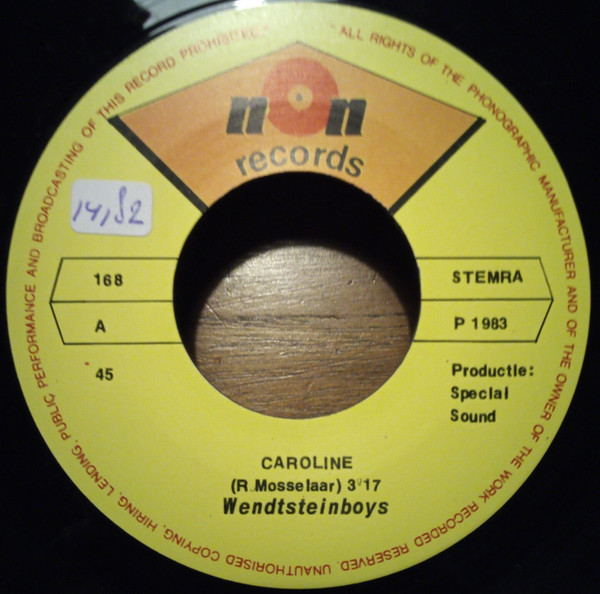 ALL RIGHTS OF THE PHONOGRAPHIC MANUFACTURER AND OF THE OWNER OF THE WORK RECORDED RESERVED. UNAUTHORISED COPYING, HIRING, LENDING, PUBLIC PERFORMANCE AND BROADCASTING OF THIS RECORD PROHIBITED
non
records
14,52
168
STEMRA
A
P 1983
45
Productie:
Special
Sound
CAROLINE
(R.Mosselaar) 3'17
Wendtsteinboys